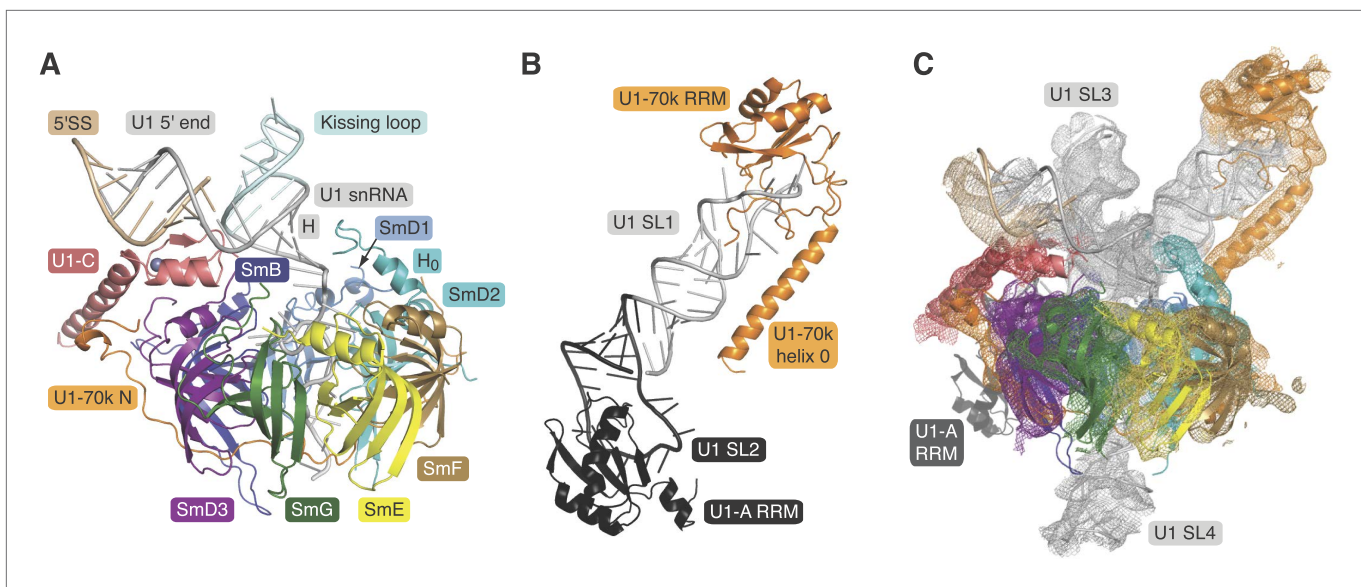 A
5'SS
U1 5' end
Kissing loop
U1 snRNA
H
SmD1
U1-C
SmB
H0
SmD2
U1-70k N
SmF
SmD3
SmG
SmE
B
U1-70k RRM
U1 SL1
U1-70k
helix 0
U1 SL2
U1-A RRM
C
U1 SL3
U1-A
RRM
U1 SL4